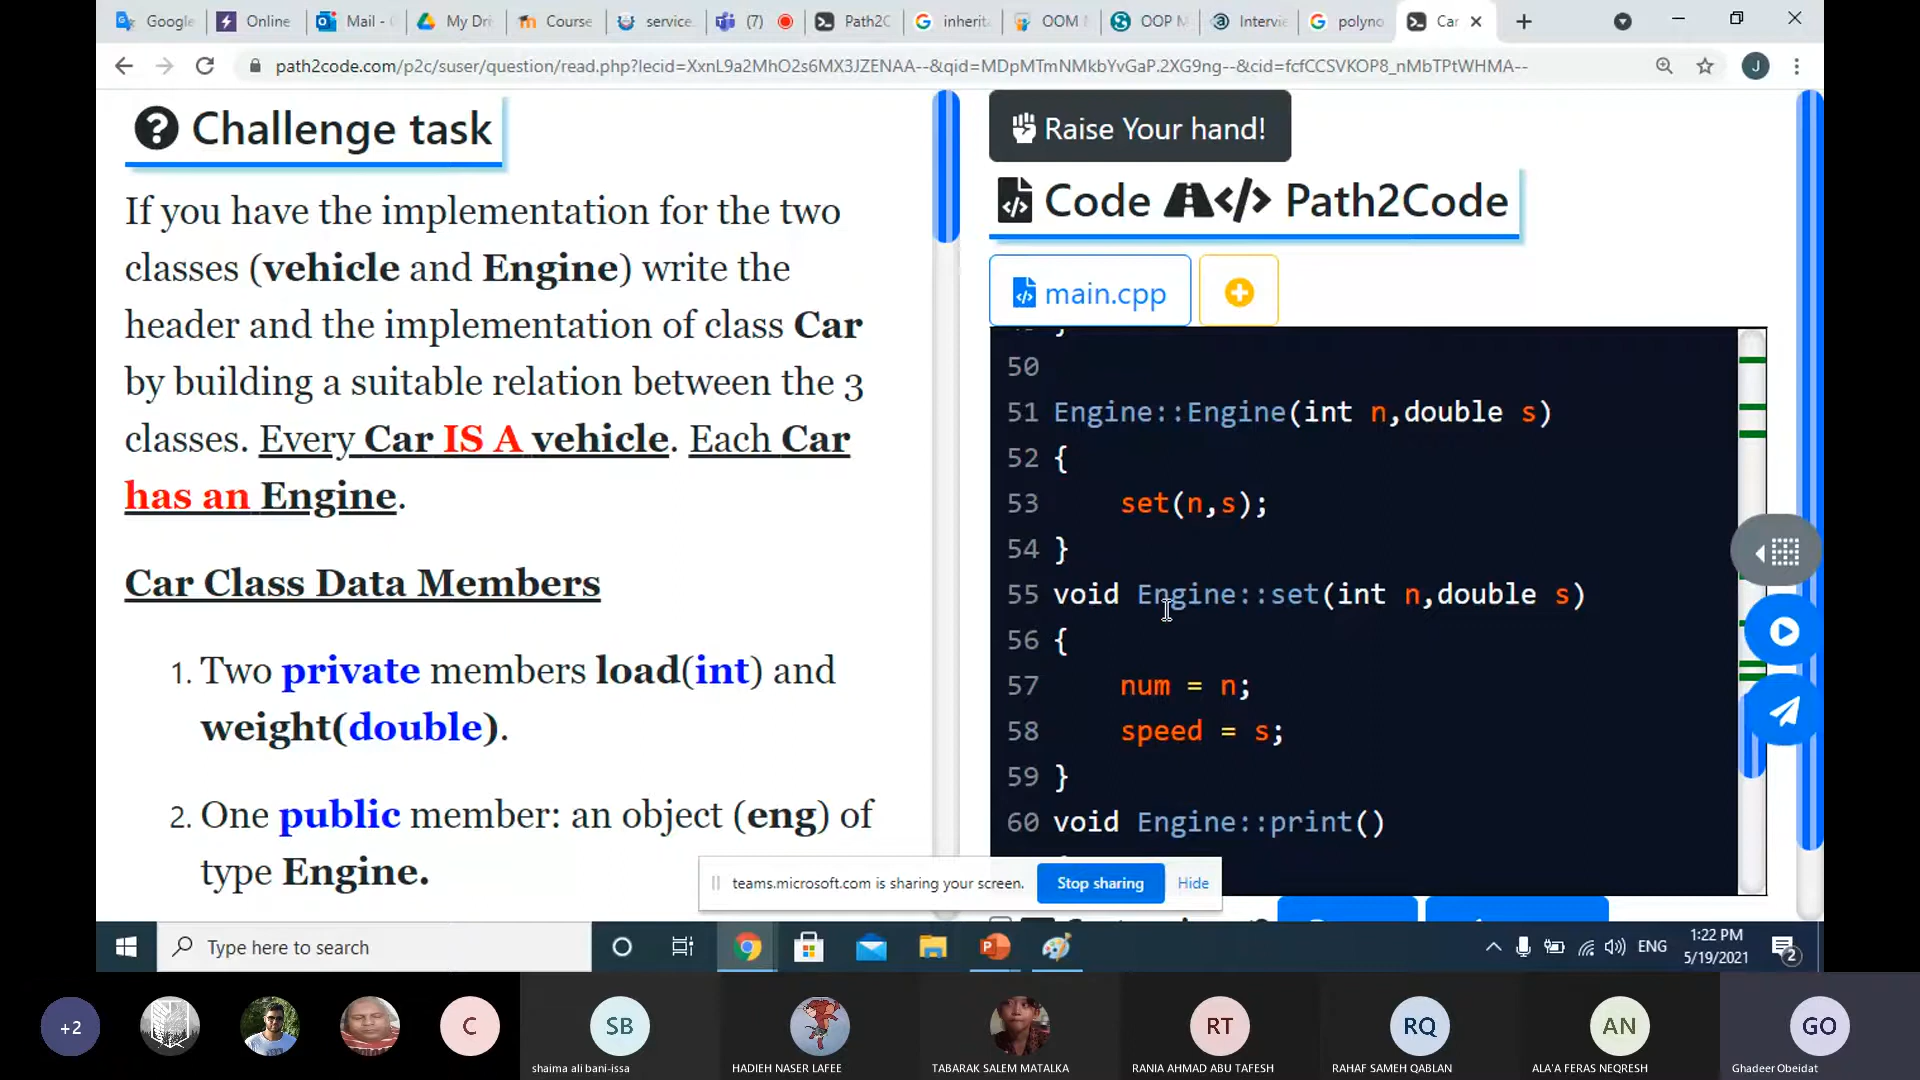 Google
Online
Mail -
My Dri
Course
service
(7)
Path2C
inherit
OOM
OOP M
Intervie
polyno
Car
path2code.com/p2c/suser/question/read.php?lecid=XxnL9a2MhO2s6MX3JZENAA--&qid=MDpMTmNMkbYvGaP.2XG9ng--&cid=fcfCCSVKOP8_nMbTPtWHMA--
J
Challenge task
If you have the implementation for the two
classes (vehicle and Engine) write the
header and the implementation of class Car
by building a suitable relation between the 3
classes. Every Car IS A vehicle. Each Car
has an Engine.
Car Class Data Members
1. Two private members load(int) and
weight(double).
2. One public member: an object (eng) of
type Engine.
Raise Your hand!
Code </> Path2Code
main.cpp
50
51 Engine::Engine(int n,double s)
52 {
53 set(n,s);
54 }
55 void Engine::set(int n,double s)
56 {
57 num = n;
58 speed = s;
59 }
60 void Engine::print()
teams.microsoft.com is sharing your screen.
Stop sharing
Hide
Type here to search
ENG
1:22 PM
5/19/2021
2
+2
C
SB
shaima ali bani-issa
HADIEH NASER LAFEE
TABARAK SALEM MATALKA
RT
RANIA AHMAD ABU TAFESH
RQ
RAHAF SAMEH QABLAN
AN
ALA'A FERAS NEQRESH
GO
Ghadeer Obeidat